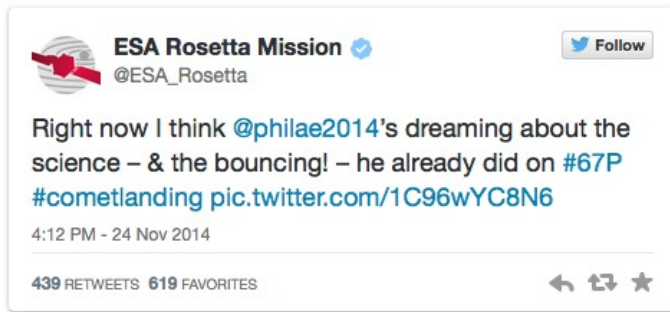 ESA Rosetta Mission
Follow
@ESA_Rosetta
Right now I think @philae2014's dreaming about the
science – & the bouncing! – he already did on #67P
#cometlanding pic.twitter.com/1C96wYC8N6
4:12 PM - 24 Nov 2014
439 RETWEETS 619 FAVORITES